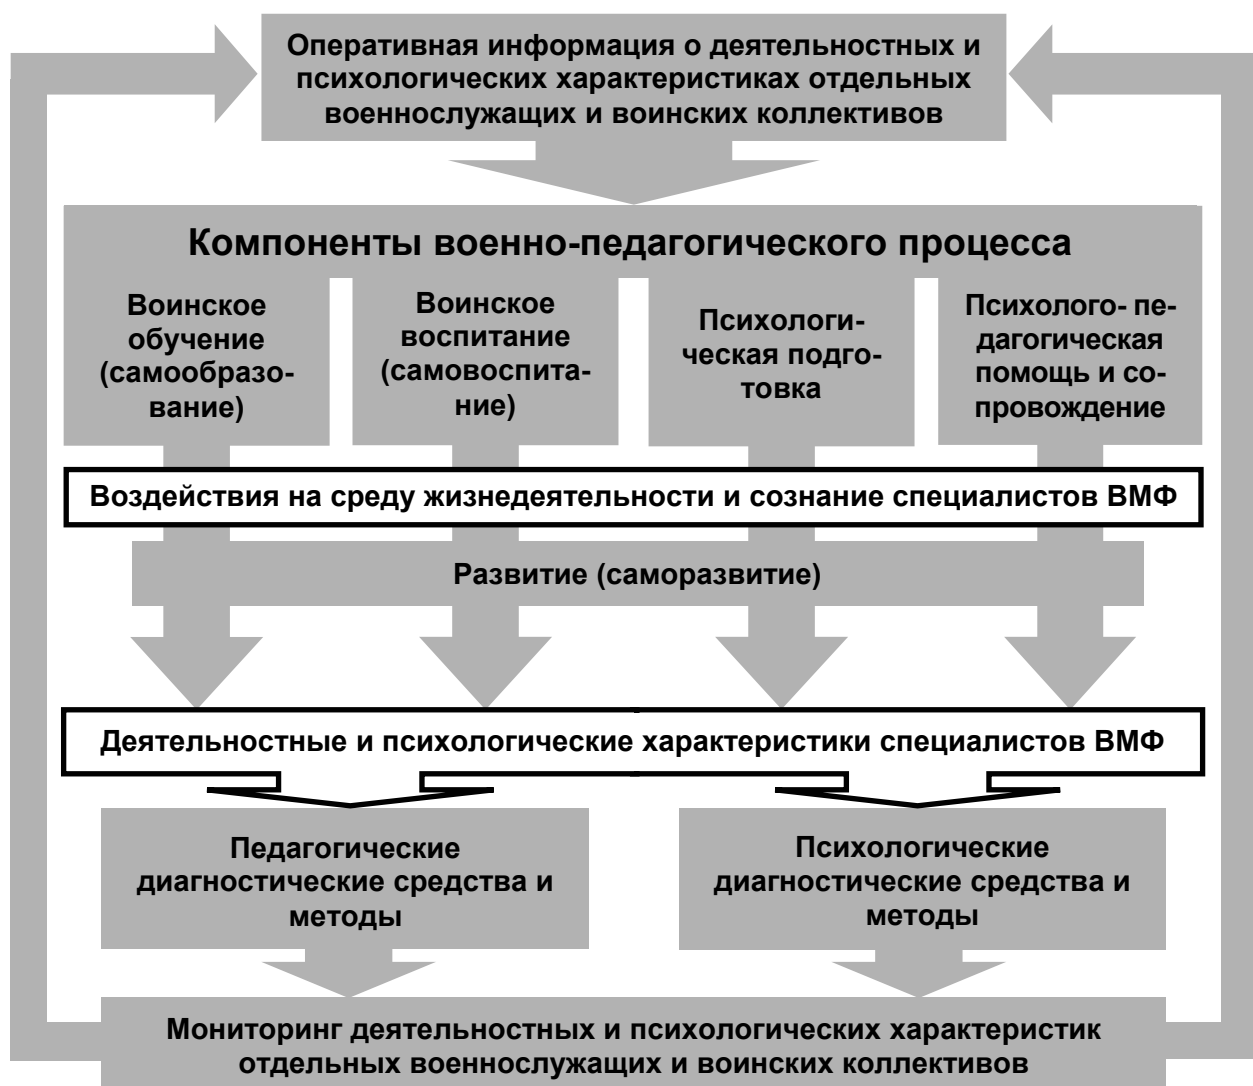 Оперативная информация о деятельностных и
психологических характеристиках отдельных
военнослужащих и воинских коллективов
Компоненты военно-педагогического процесса
Воинское
обучение
(самообразо-
вание)
Воинское
воспитание
(самовоспита-
ние)
Психологи-
ческая подго-
товка
Психолого- пе-
дагогическая
помощь и со-
провождение
Воздействия на среду жизнедеятельности и сознание специалистов ВМФ
Развитие (саморазвитие)
Деятельностные и психологические характеристики специалистов ВМФ
Педагогические
диагностические средства и
методы
Психологические
диагностические средства и
методы
Мониторинг деятельностных и психологических характеристик
отдельных военнослужащих и воинских коллективов